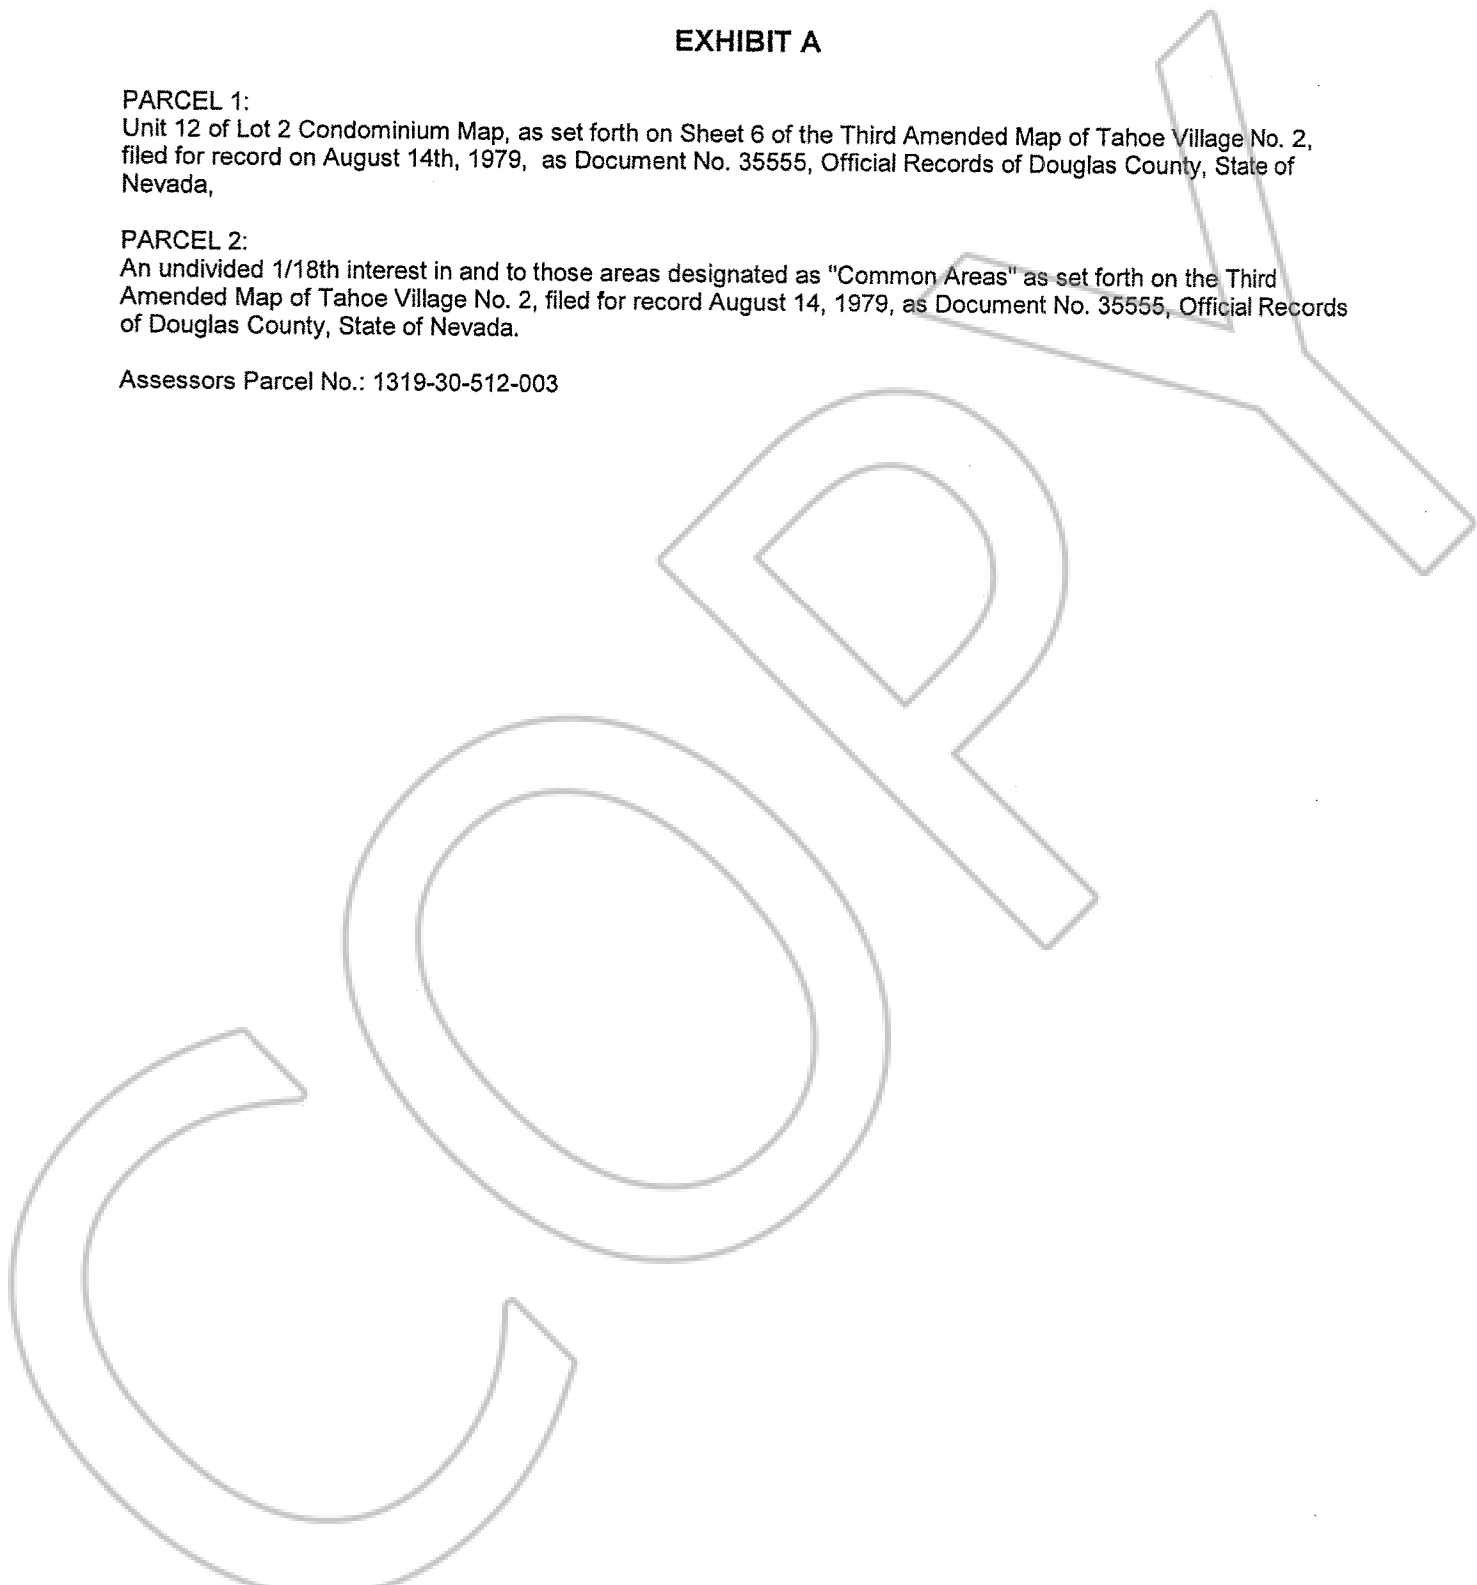 EXHIBIT A
PARCEL 1:
Unit 12 of Lot 2 Condominium Map, as set forth on Sheet 6 of the Third Amended Map of Tahoe Village No. 2,
filed for record on August 14th, 1979, as Document No. 35555, Official Records of Douglas County, State of
Nevada,
PARCEL 2:
An undivided 1/18th interest in and to those areas designated as "Common Areas" as set forth on the Third
Amended Map of Tahoe Village No. 2, filed for record August 14, 1979, as Document No. 35555, Official Records
of Douglas County, State of Nevada.
Assessors Parcel No.: 1319-30-512-003
COPY